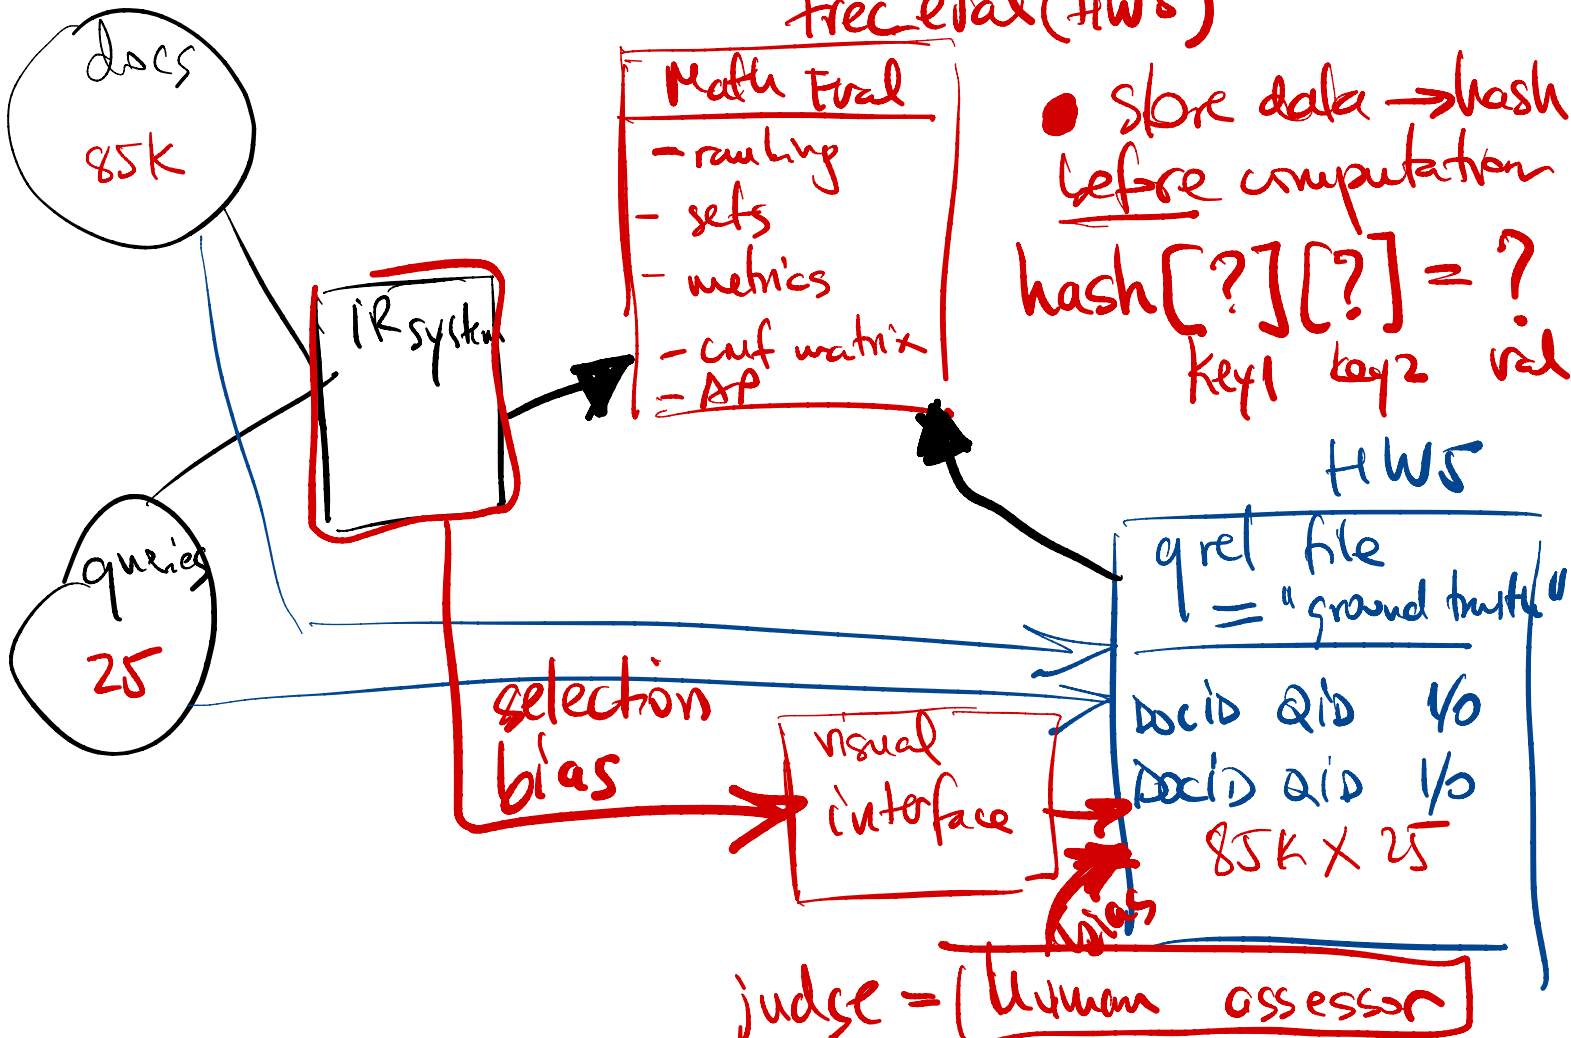 trec_eval (HW5)
docs
85K
Math Eval
- ranking
- sets
- metrics
- conf matrix
- AP
• store data → hash
before computation
hash[?][?] = ?
key1 key2 val
IR system
queries
25
HW5
qrel file
= "ground truth"
DOCID QID 1/0
DOCID QID 1/0
85K X 25
selection
bias
visual
interface
bias
judge = human assessor